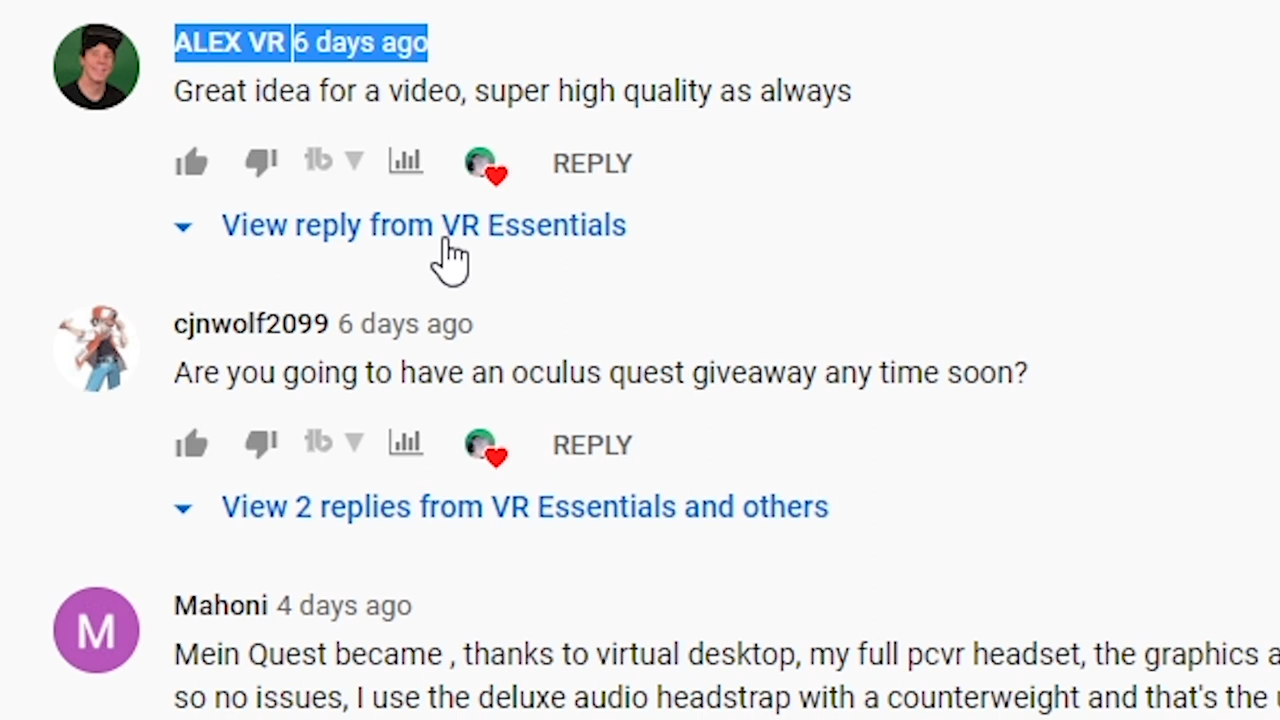 ALEX VR 6 days ago
Great idea for a video, super high quality as always
REPLY
View reply from VR Essentials
cjnwolf2099 6 days ago
Are you going to have an oculus quest giveaway any time soon?
REPLY
View 2 replies from VR Essentials and others
M
Mahoni 4 days ago
Mein Quest became , thanks to virtual desktop, my full pcvr headset, the graphics a
so no issues, I use the deluxe audio headstrap with a counterweight and that's the